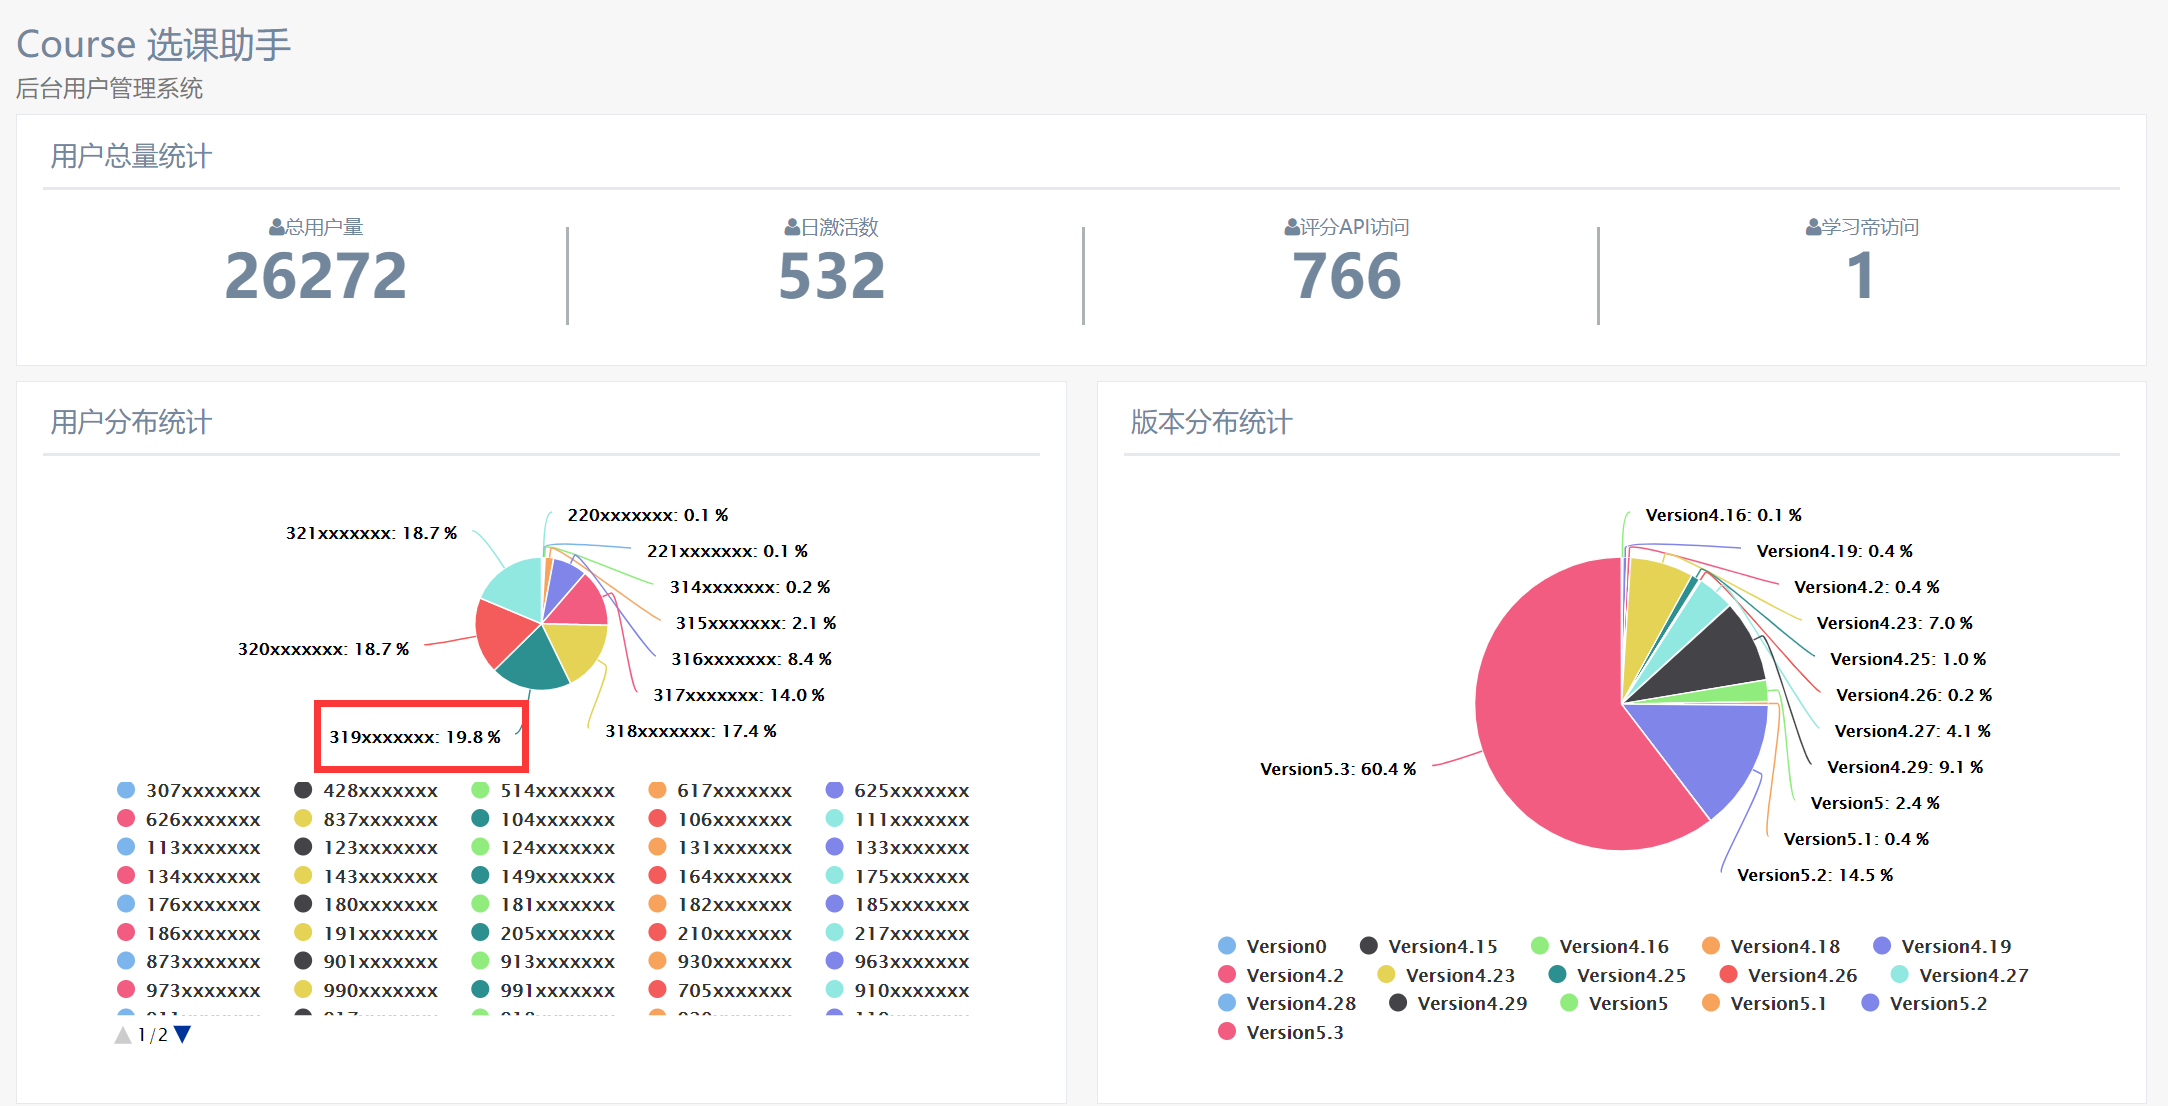 Course 选课助手
后台用户管理系统
用户总量统计
总用户量
26272
日激活数
532
评分API访问
766
学习帝访问
1
用户分布统计
220xxxxxxx: 0.1 %
221xxxxxxx: 0.1 %
314xxxxxxx: 0.2 %
315xxxxxxx: 2.1 %
316xxxxxxx: 8.4 %
317xxxxxxx: 14.0 %
318xxxxxxx: 17.4 %
319xxxxxxx: 19.8 %
320xxxxxxx: 18.7 %
321xxxxxxx: 18.7 %
307xxxxxxx 428xxxxxxx 514xxxxxxx 617xxxxxxx 625xxxxxxx
626xxxxxxx 837xxxxxxx 104xxxxxxx 106xxxxxxx 111xxxxxxx
113xxxxxxx 123xxxxxxx 124xxxxxxx 131xxxxxxx 133xxxxxxx
134xxxxxxx 143xxxxxxx 149xxxxxxx 164xxxxxxx 175xxxxxxx
176xxxxxxx 180xxxxxxx 181xxxxxxx 182xxxxxxx 185xxxxxxx
186xxxxxxx 191xxxxxxx 205xxxxxxx 210xxxxxxx 217xxxxxxx
873xxxxxxx 901xxxxxxx 913xxxxxxx 930xxxxxxx 963xxxxxxx
973xxxxxxx 990xxxxxxx 991xxxxxxx 705xxxxxxx 910xxxxxxx
1/2
版本分布统计
Version4.16: 0.1 %
Version4.19: 0.4 %
Version4.2: 0.4 %
Version4.23: 7.0 %
Version4.25: 1.0 %
Version4.26: 0.2 %
Version4.27: 4.1 %
Version4.29: 9.1 %
Version5: 2.4 %
Version5.1: 0.4 %
Version5.2: 14.5 %
Version5.3: 60.4 %
Version0 Version4.15 Version4.16 Version4.18 Version4.19
Version4.2 Version4.23 Version4.25 Version4.26 Version4.27
Version4.28 Version4.29 Version5 Version5.1 Version5.2
Version5.3